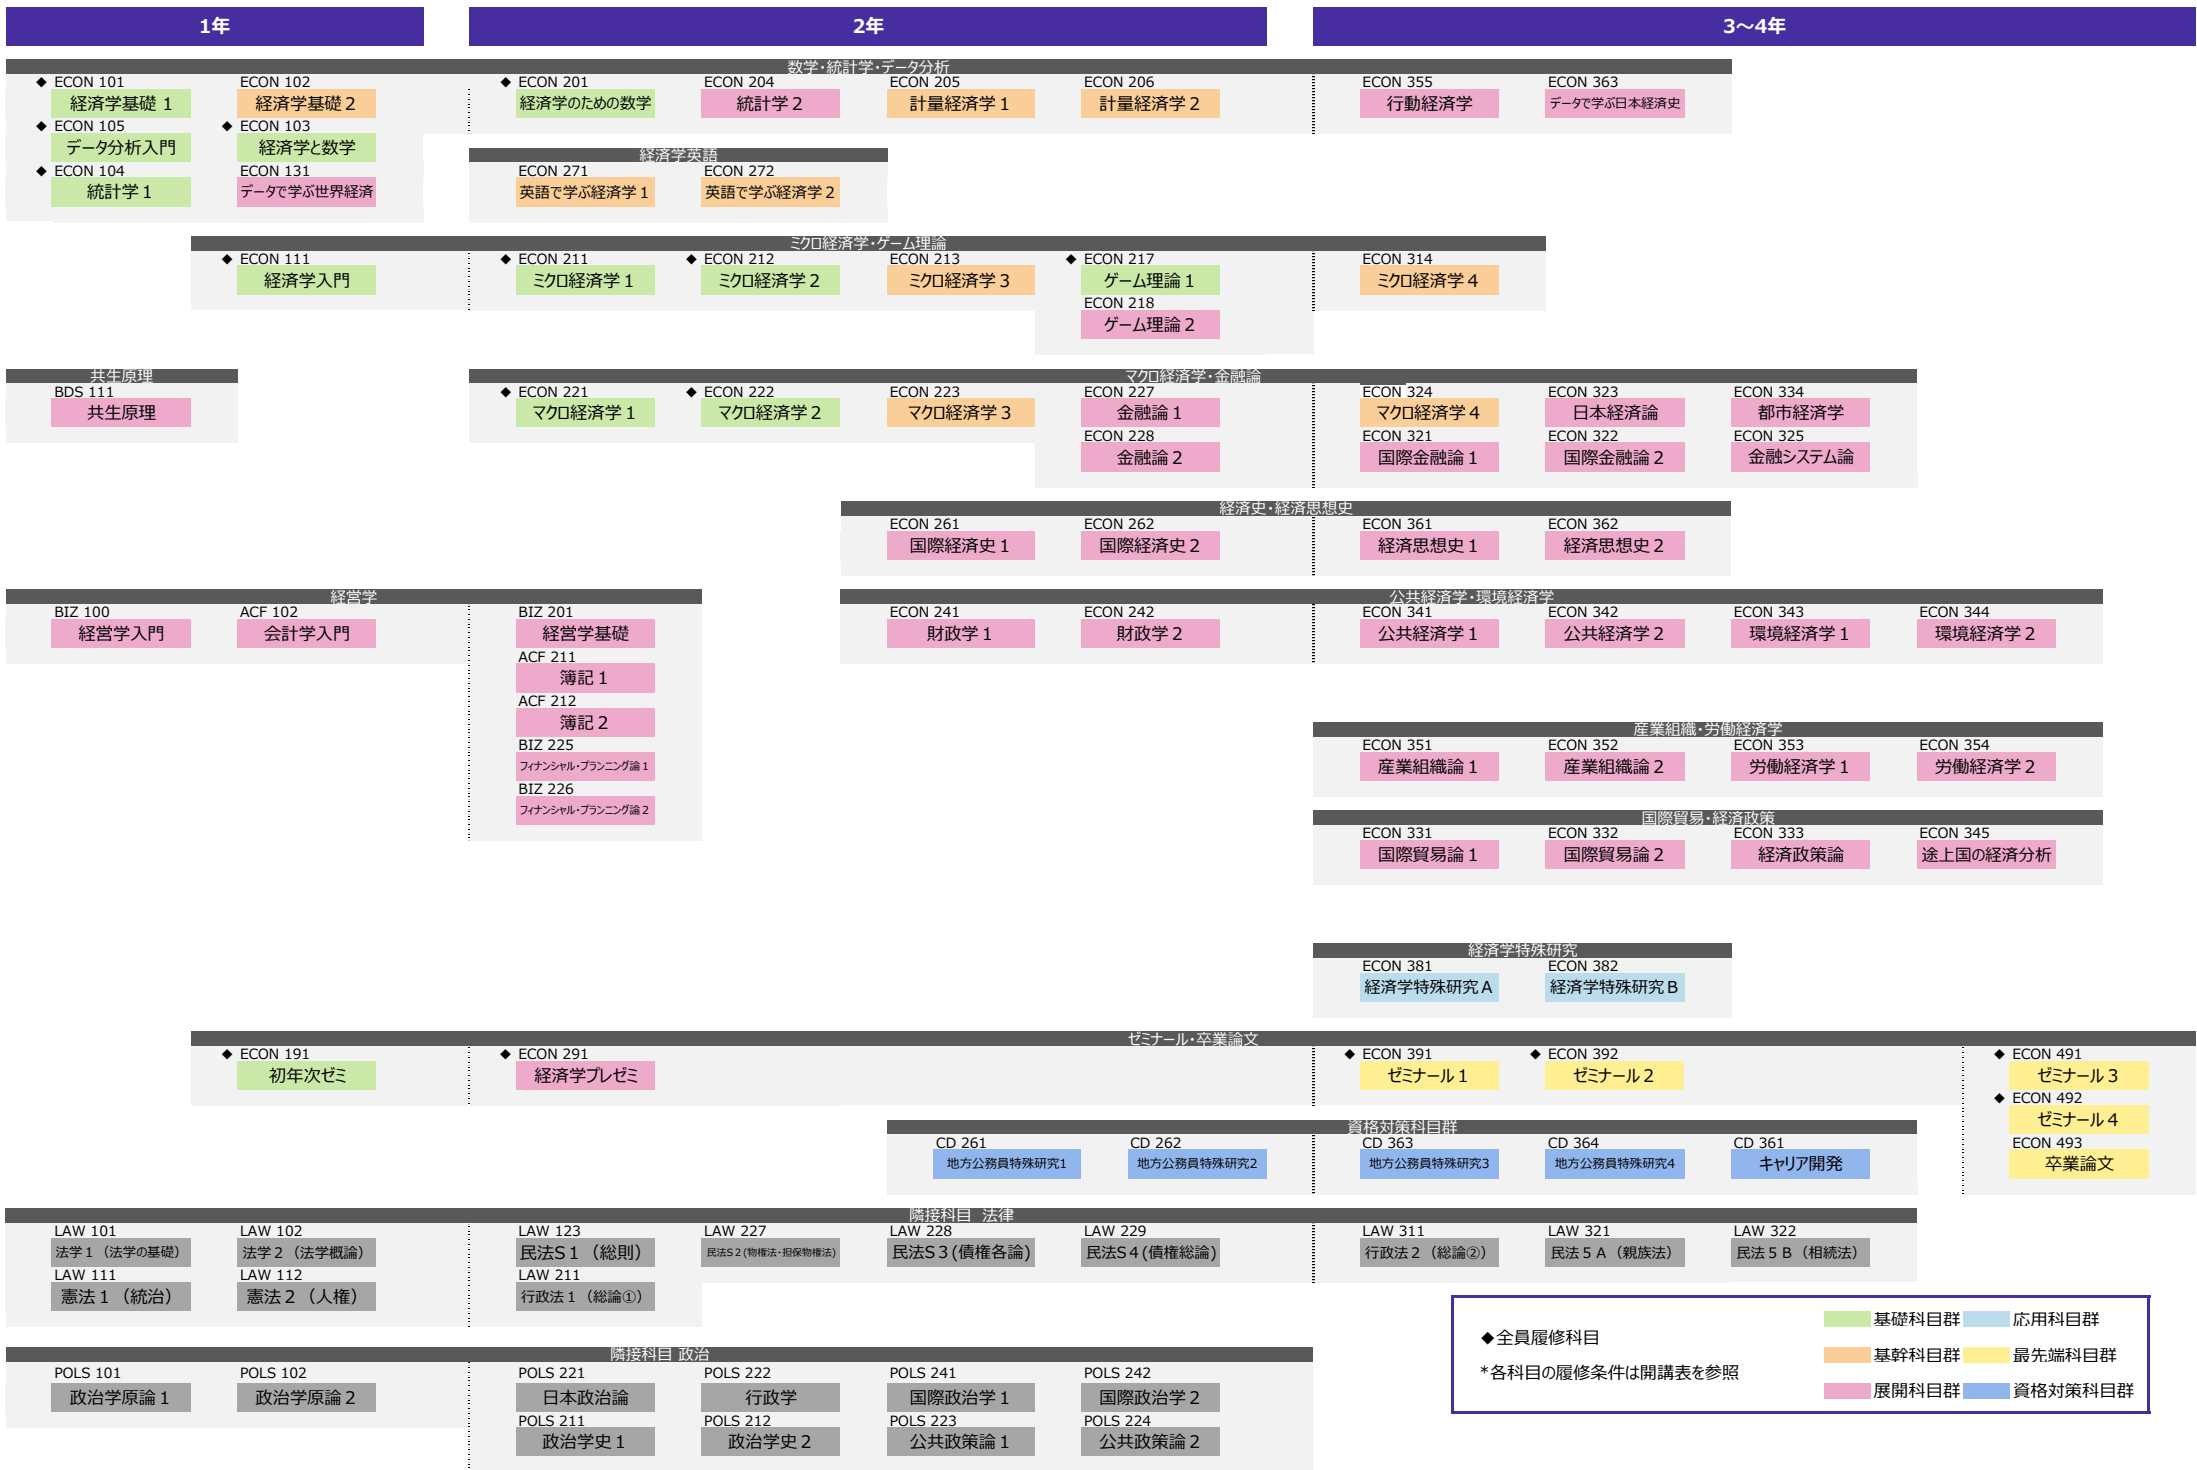 1年
2年
3～4年
数学・統計学・データ分析
◆ ECON 101
ECON 102
◆ ECON 201
ECON 204
ECON 205
ECON 206
ECON 355
ECON 363
経済学基礎１
経済学基礎２
経済学のための数学
統計学２
計量経済学１
計量経済学２
行動経済学
データで学ぶ日本経済史
◆ ECON 105
◆ ECON 103
データ分析入門
経済学と数学
経済学英語
◆ ECON 104
ECON 131
ECON 271
ECON 272
統計学１
データで学ぶ世界経済
英語で学ぶ経済学１
英語で学ぶ経済学２
ミクロ経済学・ゲーム理論
◆ ECON 111
◆ ECON 211
◆ ECON 212
ECON 213
◆ ECON 217
ECON 314
経済学入門
ミクロ経済学１
ミクロ経済学２
ミクロ経済学３
ゲーム理論１
ミクロ経済学４
ECON 218
ゲーム理論２
共生原理
マクロ経済学・金融論
BDS 111
◆ ECON 221
◆ ECON 222
ECON 223
ECON 227
ECON 324
ECON 323
ECON 334
共生原理
マクロ経済学１
マクロ経済学２
マクロ経済学３
金融論１
マクロ経済学４
日本経済論
都市経済学
ECON 228
ECON 321
ECON 322
ECON 325
金融論２
国際金融論１
国際金融論２
金融システム論
経済史・経済思想史
ECON 261
ECON 262
ECON 361
ECON 362
国際経済史１
国際経済史２
経済思想史１
経済思想史２
経営学
公共経済学・環境経済学
BIZ 100
ACF 102
BIZ 201
ECON 241
ECON 242
ECON 341
ECON 342
ECON 343
ECON 344
経営学入門
会計学入門
経営学基礎
財政学１
財政学２
公共経済学１
公共経済学２
環境経済学１
環境経済学２
ACF 211
簿記１
ACF 212
簿記２
産業組織・労働経済学
BIZ 225
ECON 351
ECON 352
ECON 353
ECON 354
フィナンシャル・プランニング論１
産業組織論１
産業組織論２
労働経済学１
労働経済学２
BIZ 226
フィナンシャル・プランニング論２
国際貿易・経済政策
ECON 331
ECON 332
ECON 333
ECON 345
国際貿易論１
国際貿易論２
経済政策論
途上国の経済分析
経済学特殊研究
ECON 381
ECON 382
経済学特殊研究Ａ
経済学特殊研究Ｂ
ゼミナール・卒業論文
◆ ECON 191
◆ ECON 291
◆ ECON 391
◆ ECON 392
◆ ECON 491
初年次ゼミ
経済学プレゼミ
ゼミナール１
ゼミナール２
ゼミナール３
◆ ECON 492
ゼミナール４
資格対策科目群
CD 261
CD 262
CD 363
CD 364
CD 361
ECON 493
地方公務員特殊研究1
地方公務員特殊研究2
地方公務員特殊研究3
地方公務員特殊研究4
キャリア開発
卒業論文
隣接科目 法律
LAW 101
LAW 102
LAW 123
LAW 227
LAW 228
LAW 229
LAW 311
LAW 321
LAW 322
法学１（法学の基礎）
法学２（法学概論）
民法Ｓ１（総則）
民法Ｓ２(物権法・担保物権法)
民法Ｓ３(債権各論)
民法Ｓ４(債権総論)
行政法２（総論②）
民法５Ａ（親族法）
民法５Ｂ（相続法）
LAW 111
LAW 112
LAW 211
憲法１（統治）
憲法２（人権）
行政法１（総論①）
◆全員履修科目
*各科目の履修条件は開講表を参照
基礎科目群
応用科目群
基幹科目群
最先端科目群
展開科目群
資格対策科目群
隣接科目 政治
POLS 101
POLS 102
POLS 221
POLS 222
POLS 241
POLS 242
政治学原論１
政治学原論２
日本政治論
行政学
国際政治学１
国際政治学２
POLS 211
POLS 212
POLS 223
POLS 224
政治学史１
政治学史２
公共政策論１
公共政策論２